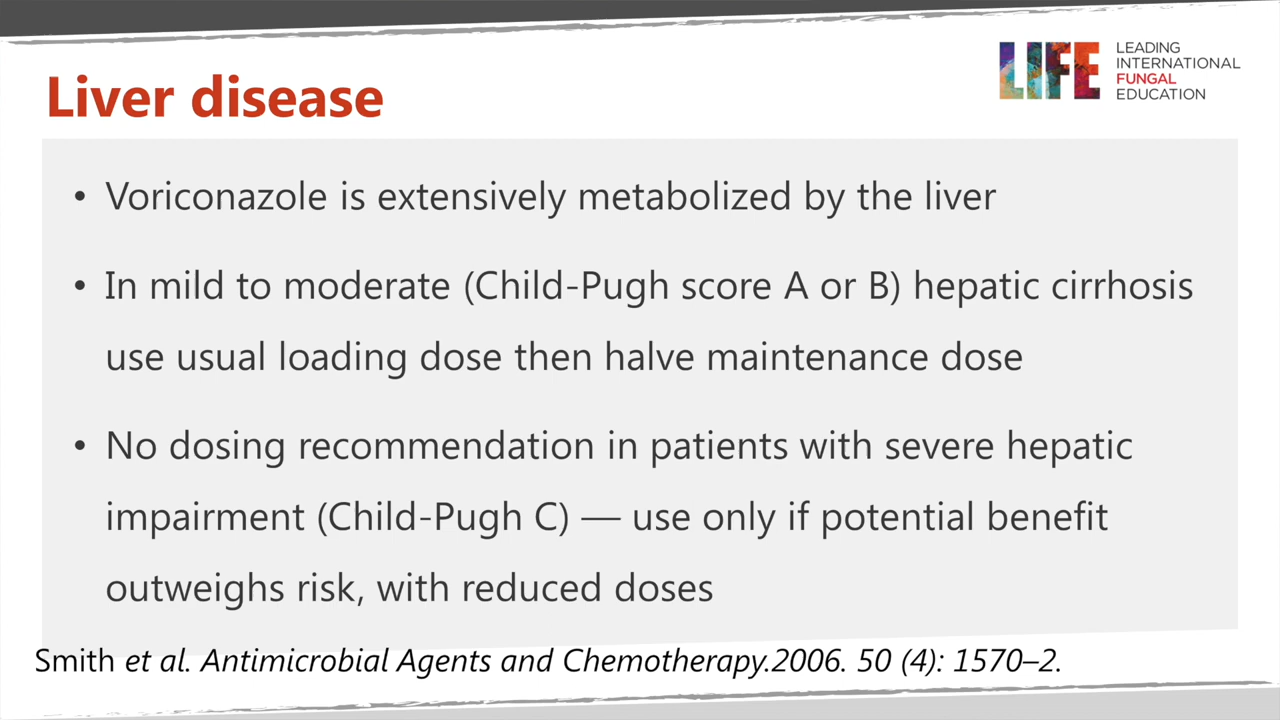 LIFE
LEADING
INTERNATIONAL
FUNGAL
EDUCATION
Liver disease
• Voriconazole is extensively metabolized by the liver
• In mild to moderate (Child-Pugh score A or B) hepatic cirrhosis
use usual loading dose then halve maintenance dose
• No dosing recommendation in patients with severe hepatic
impairment (Child-Pugh C) — use only if potential benefit
outweighs risk, with reduced doses
Smith et al. Antimicrobial Agents and Chemotherapy.2006. 50 (4): 1570–2.